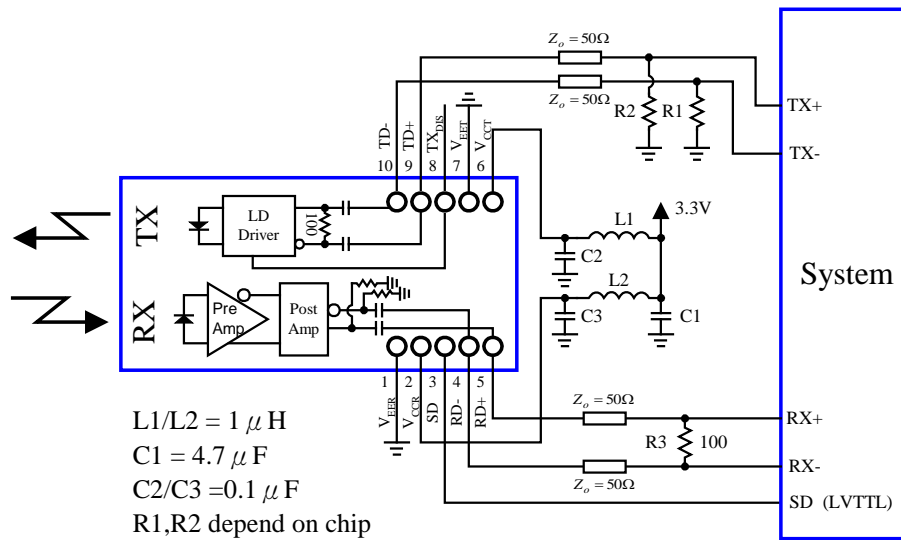 Zo = 50Ω
Zo = 50Ω
R2
R1
TX+
TX-
TD-
TD+
TXDIS
VEET
VCCT
10
9
8
7
6
TX
LD
Driver
100
3.3V
L1
C2
L2
C3
C1
System
RX
Pre
Amp
Post
Amp
1
2
3
4
5
VEER
VCCR
SD
RD-
RD+
Zo = 50Ω
RX+
R3
100
RX-
Zo = 50Ω
SD (LVTTL)
L1/L2 = 1 μ H
C1 = 4.7 μ F
C2/C3 =0.1 μ F
R1,R2 depend on chip